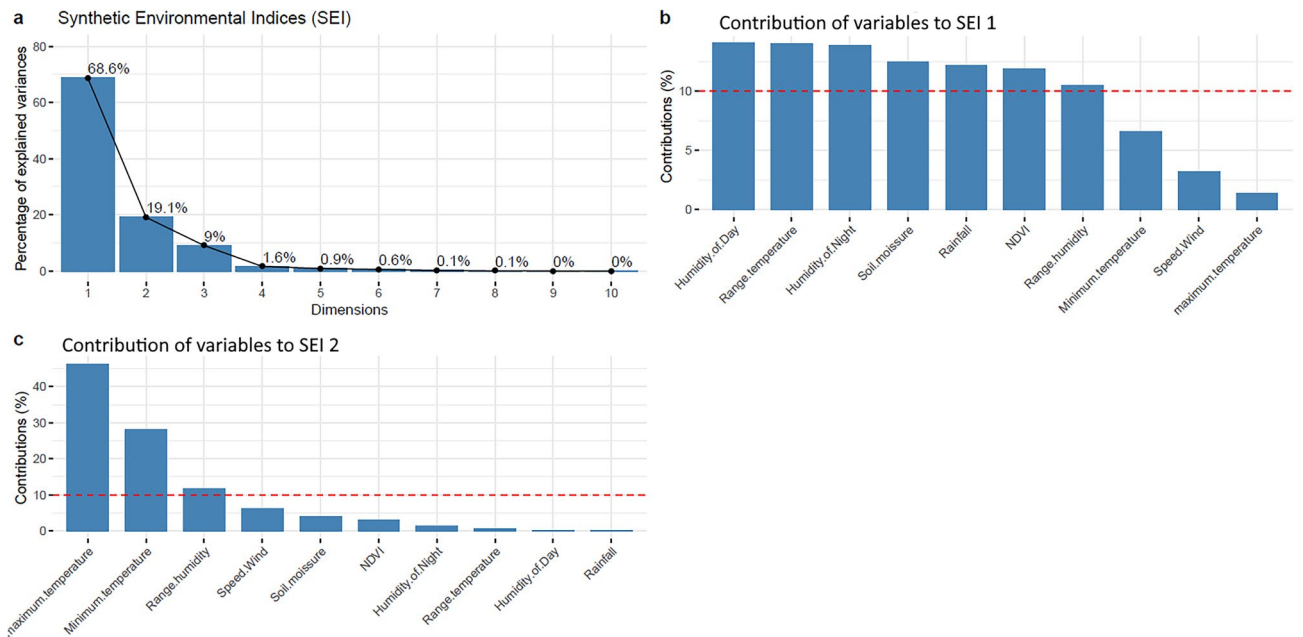 a Synthetic Environmental Indices (SEI)
Percentage of explained variances
80
60
40
20
0
68.6%
19.1%
9%
1.6%
0.9%
0.6%
0.1%
0.1%
0%
0%
1 2 3 4 5 6 7 8 9 10
Dimensions
b Contribution of variables to SEI 1
Contributions (%)
10
5
0
Humidity.of.Day
Range.temperature
Humidity.of.Night
Soil.moissure
Rainfall
NDVI
Range.humidity
Minimum.temperature
Speed.Wind
maximum.temperature
c Contribution of variables to SEI 2
Contributions (%)
40
30
20
10
0
maximum.temperature
Minimum.temperature
Range.humidity
Speed.Wind
Soil.moissure
NDVI
Humidity.of.Night
Range.temperature
Humidity.of.Day
Rainfall